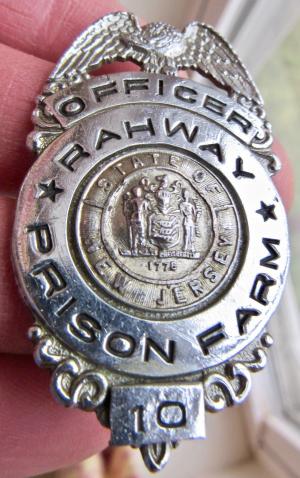 OFFICER
RAHWAY
STATE OF
1776
NEW JERSEY
PRISON FARM
10